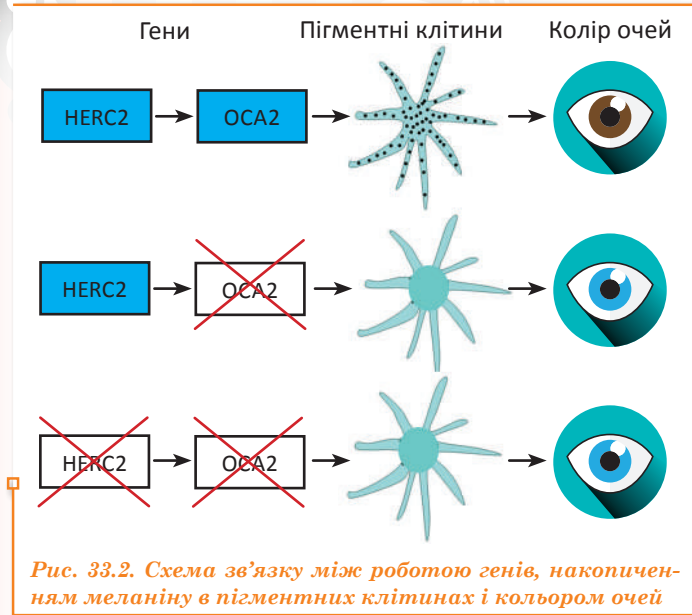 Гени Пігментні клітини Колір очей
HERC2 OCA2
HERC2 OCA2
HERC2 OCA2
Рис. 33.2. Схема зв’язку між роботою генів, накопичен-
ням меланіну в пігментних клітинах і кольором очей